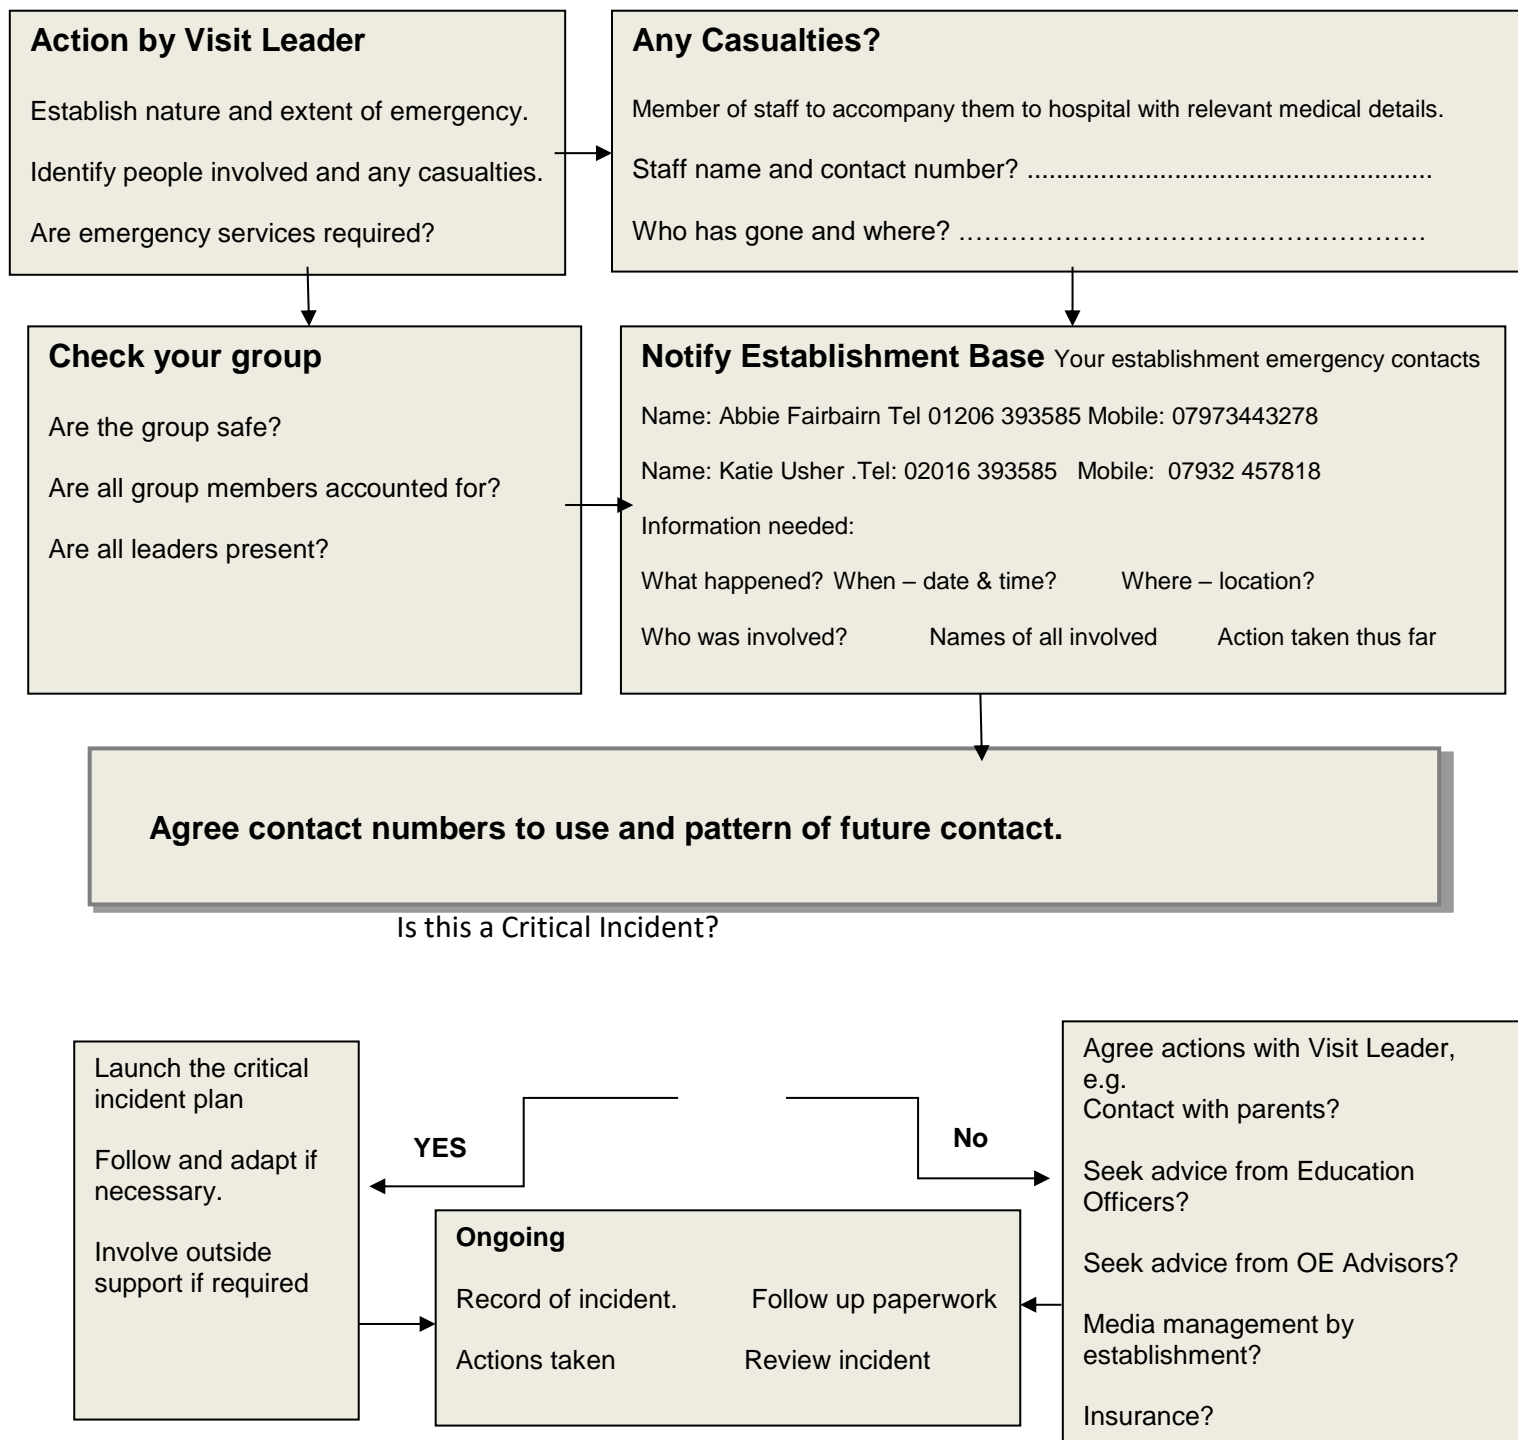 Action by Visit Leader
Establish nature and extent of emergency.
Identify people involved and any casualties.
Are emergency services required?
Any Casualties?
Member of staff to accompany them to hospital with relevant medical details.
Staff name and contact number? ........................................................
Who has gone and where? ……………………………………………….
Check your group
Are the group safe?
Are all group members accounted for?
Are all leaders present?
Notify Establishment Base Your establishment emergency contacts
Name: Abbie Fairbairn Tel 01206 393585 Mobile: 07973443278
Name: Katie Usher .Tel: 02016 393585 Mobile: 07932 457818
Information needed:
What happened? When – date & time? Where – location?
Who was involved? Names of all involved Action taken thus far
Agree contact numbers to use and pattern of future contact.
Is this a Critical Incident?
YES
No
Launch the critical
incident plan
Follow and adapt if
necessary.
Involve outside
support if required
Agree actions with Visit Leader,
e.g.
Contact with parents?
Seek advice from Education
Officers?
Seek advice from OE Advisors?
Media management by
establishment?
Insurance?
Ongoing
Record of incident. Follow up paperwork
Actions taken Review incident